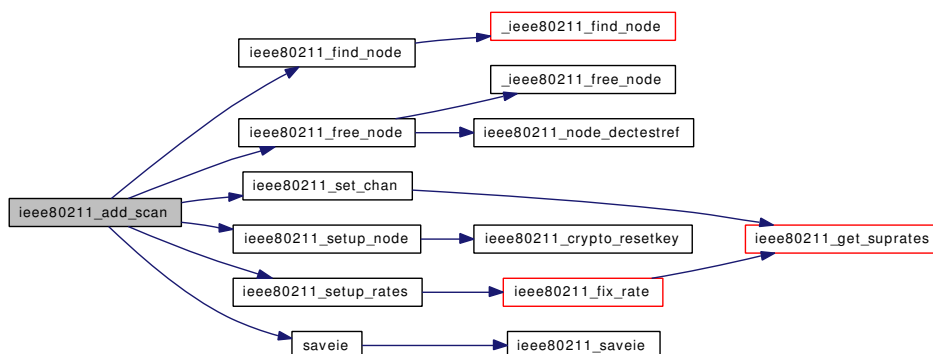 _ieee80211_find_node
ieee80211_find_node
_ieee80211_free_node
ieee80211_free_node
ieee80211_node_dectestref
ieee80211_set_chan
ieee80211_add_scan
ieee80211_setup_node
ieee80211_crypto_resetkey
ieee80211_get_suprates
ieee80211_setup_rates
ieee80211_fix_rate
saveie
ieee80211_saveie